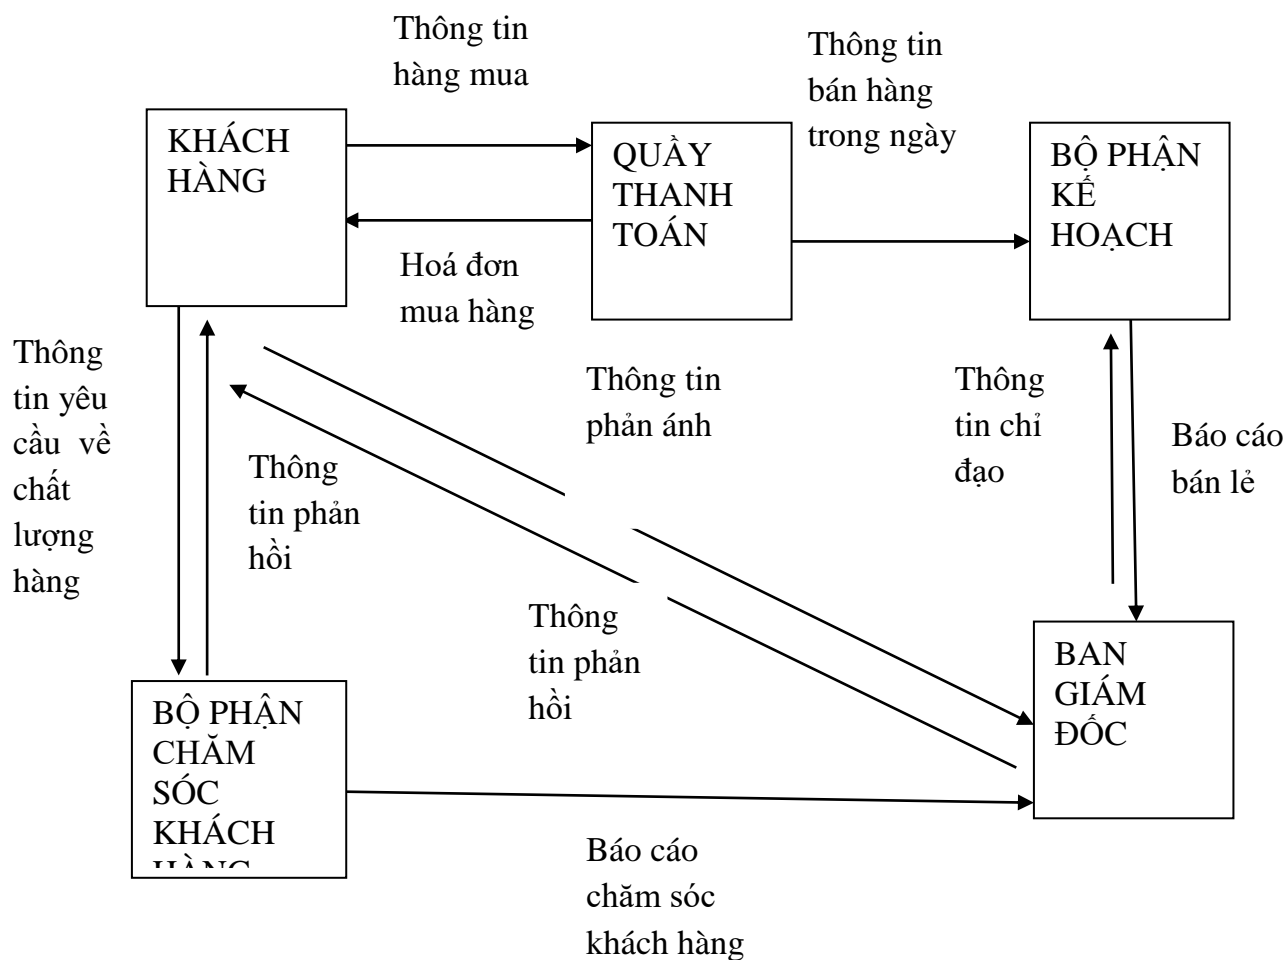 Thông tin
hàng mua
Thông tin
bán hàng
trong ngày
KHÁCH
HÀNG
QUẦY
THANH
TOÁN
BỘ PHẬN
KẾ
HOẠCH
Hoá đơn
mua hàng
Thông
tin yêu
cầu về
chất
lượng
hàng
Thông
tin phản
hồi
Thông tin
phản ánh
Thông
tin chỉ
đạo
Báo cáo
bán lẻ
Thông
tin phản
hồi
BAN
GIÁM
ĐỐC
BỘ PHẬN
CHĂM
SÓC
KHÁCH
HÀNG
Báo cáo
chăm sóc
khách hàng